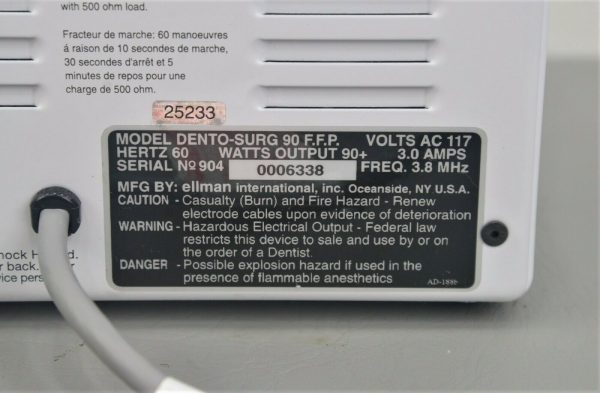 with 500 ohm load.
Fracteur de marche: 60 manoeuvres
á raison de 10 secondes de marche,
30 secondes d'arrêt et 5
minutes de repos pour une
charge de 500 ohm.
25233
MODEL DENTO-SURG 90 F.F.P. VOLTS AC 117
HERTZ 60 WATTS OUTPUT 90+ 3.0 AMPS
SERIAL Nº 904 0006338 FREQ. 3.8 MHz
MFG BY: ellman international, inc. Oceanside, NY U.S.A.
CAUTION - Casualty (Burn) and Fire Hazard - Renew
electrode cables upon evidence of deterioration
WARNING - Hazardous Electrical Output - Federal law
restricts this device to sale and use by or on
the order of a Dentist.
DANGER - Possible explosion hazard if used in the
presence of flammable anesthetics
back.